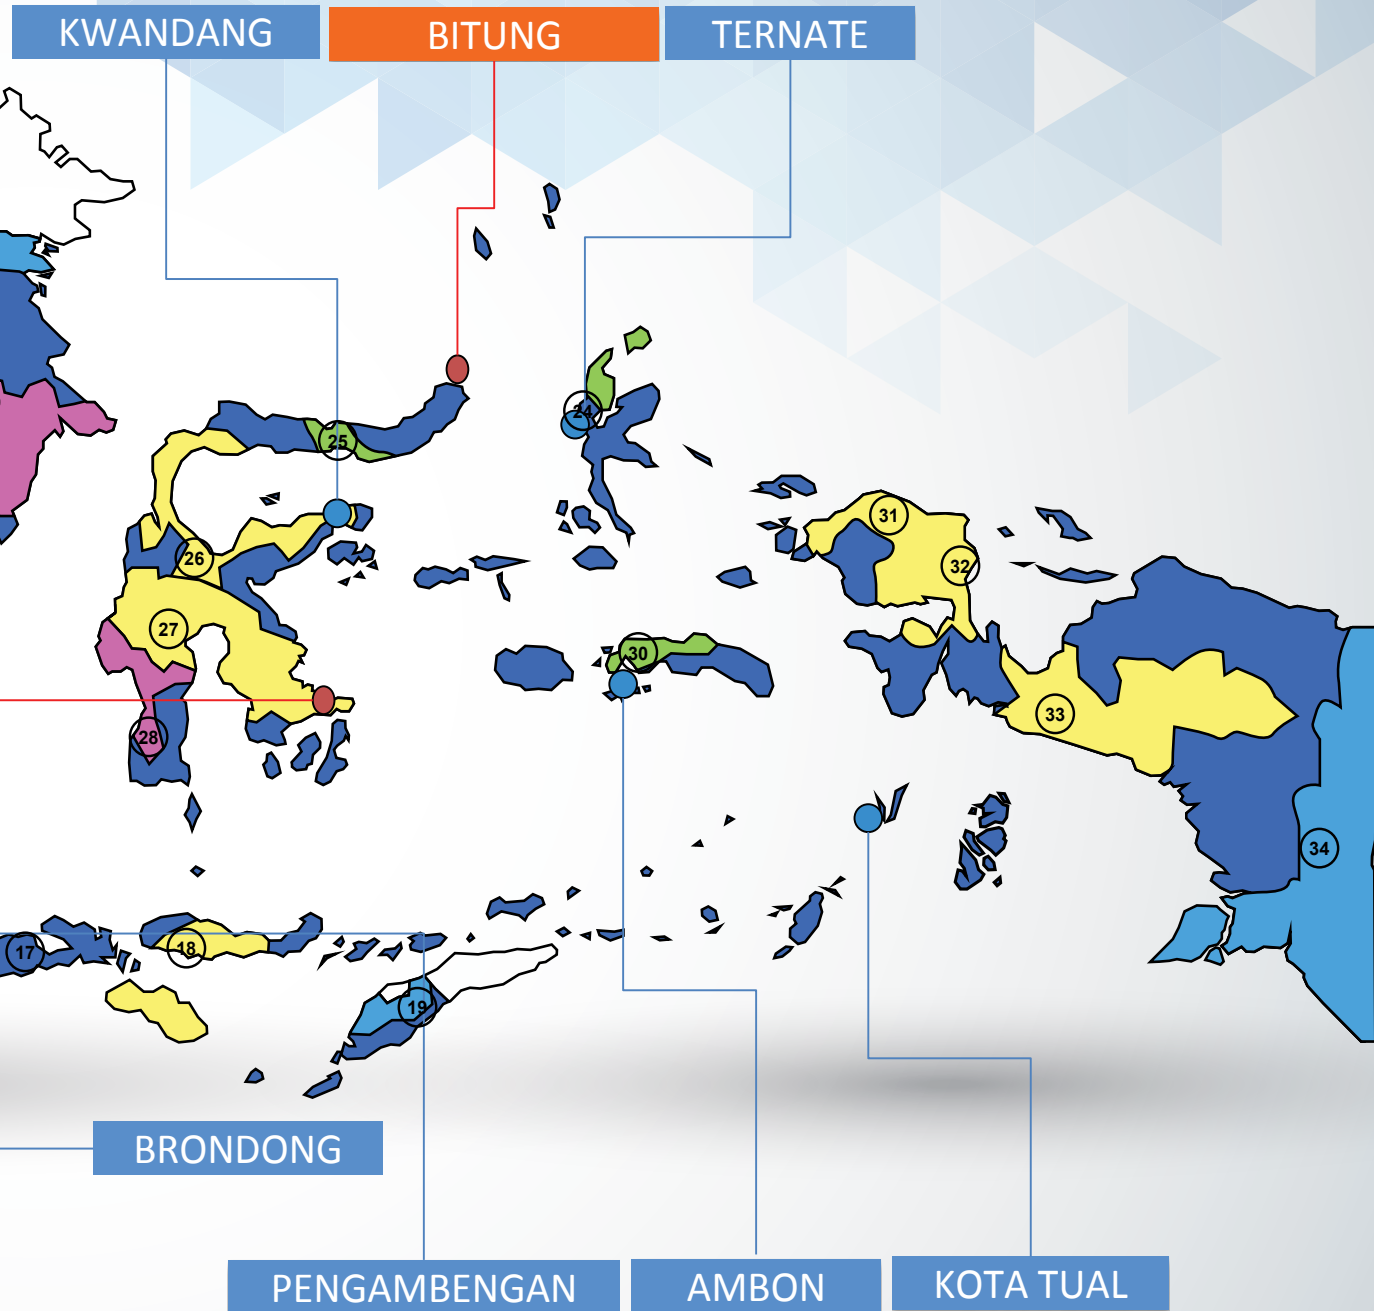 KWANDANG
BITUNG
TERNATE
24
25
31
26
32
27
30
33
28
34
17
18
19
BRONDONG
PENGAMBENGAN
AMBON
KOTA TUAL